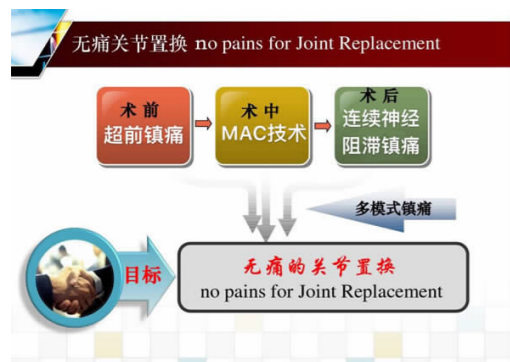 无痛关节置换 no pains for Joint Replacement
术 前
超前镇痛
术 中
MAC技术
术 后
连续神经
阻滞镇痛
多模式镇痛
目标
无痛的关节置换
no pains for Joint Replacement